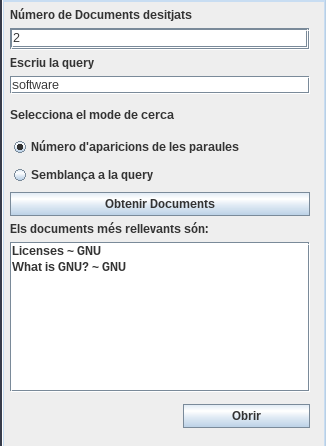 Número de Documents desitjats
2
Escriu la query
software
Selecciona el mode de cerca
Número d'aparicions de les paraules
Semblança a la query
Obtenir Documents
Els documents més rellevants són:
Licenses ~ GNU
What is GNU? ~ GNU
Obrir